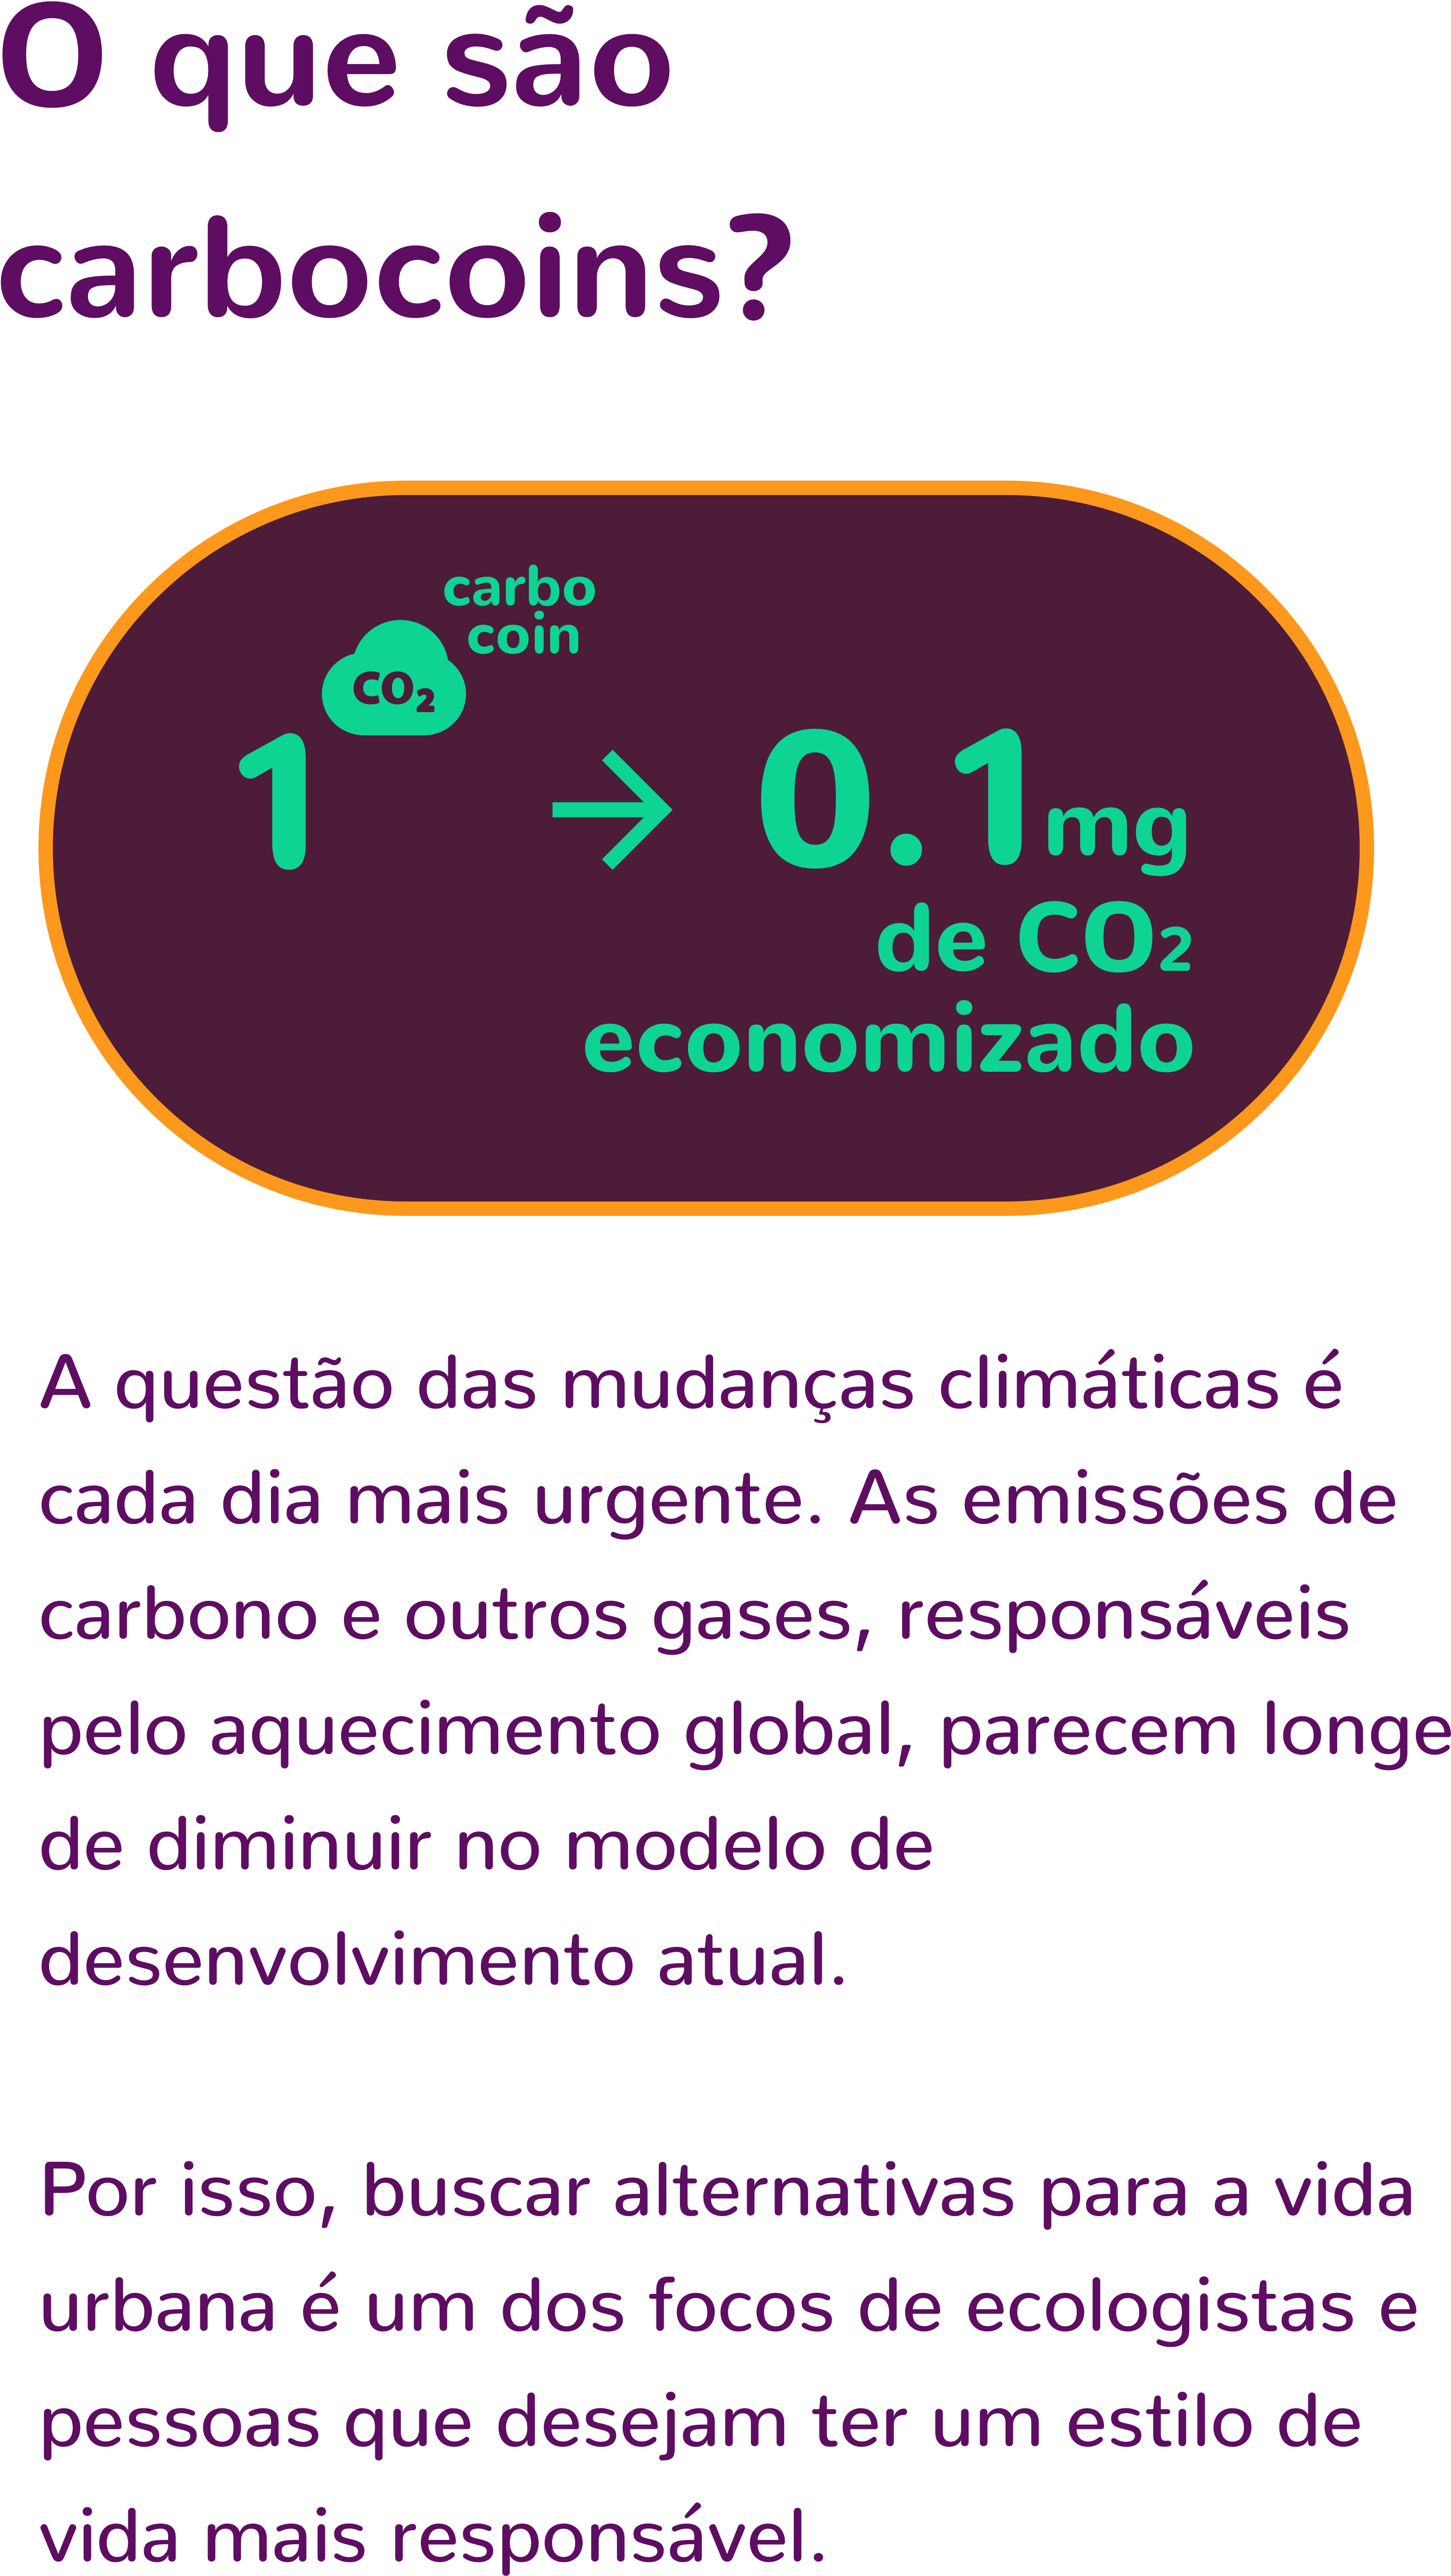 O que são
carbocoins?
carbo
coin
CO₂
1 → 0.1mg
de CO₂
economizado
A questão das mudanças climáticas é
cada dia mais urgente. As emissões de
carbono e outros gases, responsáveis
pelo aquecimento global, parecem longe
de diminuir no modelo de
desenvolvimento atual.
Por isso, buscar alternativas para a vida
urbana é um dos focos de ecologistas e
pessoas que desejam ter um estilo de
vida mais responsável.